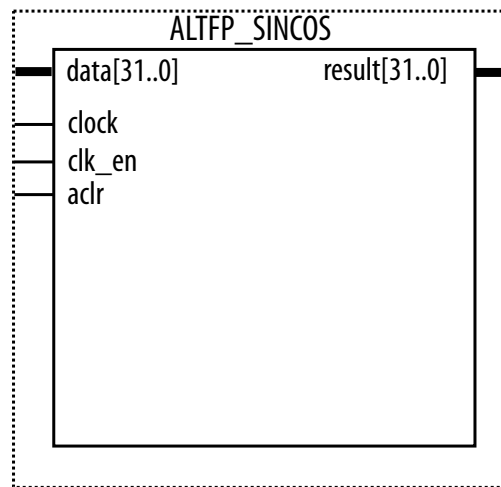 ALTFP_SINCOS
data[31..0] result[31..0]
clock
clk_en
aclr